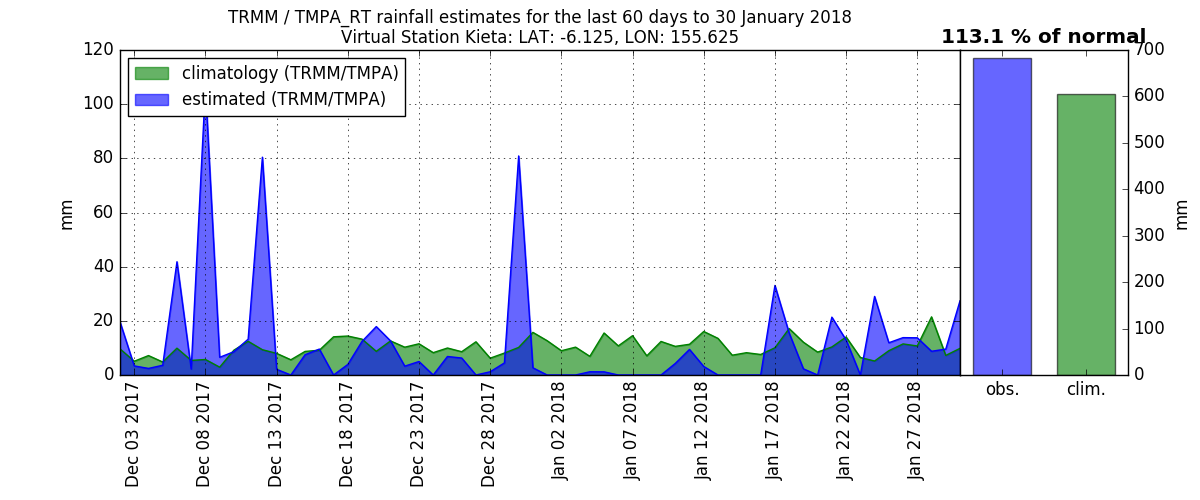 TRMM / TMPA_RT rainfall estimates for the last 60 days to 30 January 2018
Virtual Station Kieta: LAT: -6.125, LON: 155.625
113.1 % of normal
climatology (TRMM/TMPA)
estimated (TRMM/TMPA)
120
100
80
60
40
20
0
mm
Dec 03 2017
Dec 08 2017
Dec 13 2017
Dec 18 2017
Dec 23 2017
Dec 28 2017
Jan 02 2018
Jan 07 2018
Jan 12 2018
Jan 17 2018
Jan 22 2018
Jan 27 2018
obs.
clim.
700
600
500
400
300
200
100
0
mm